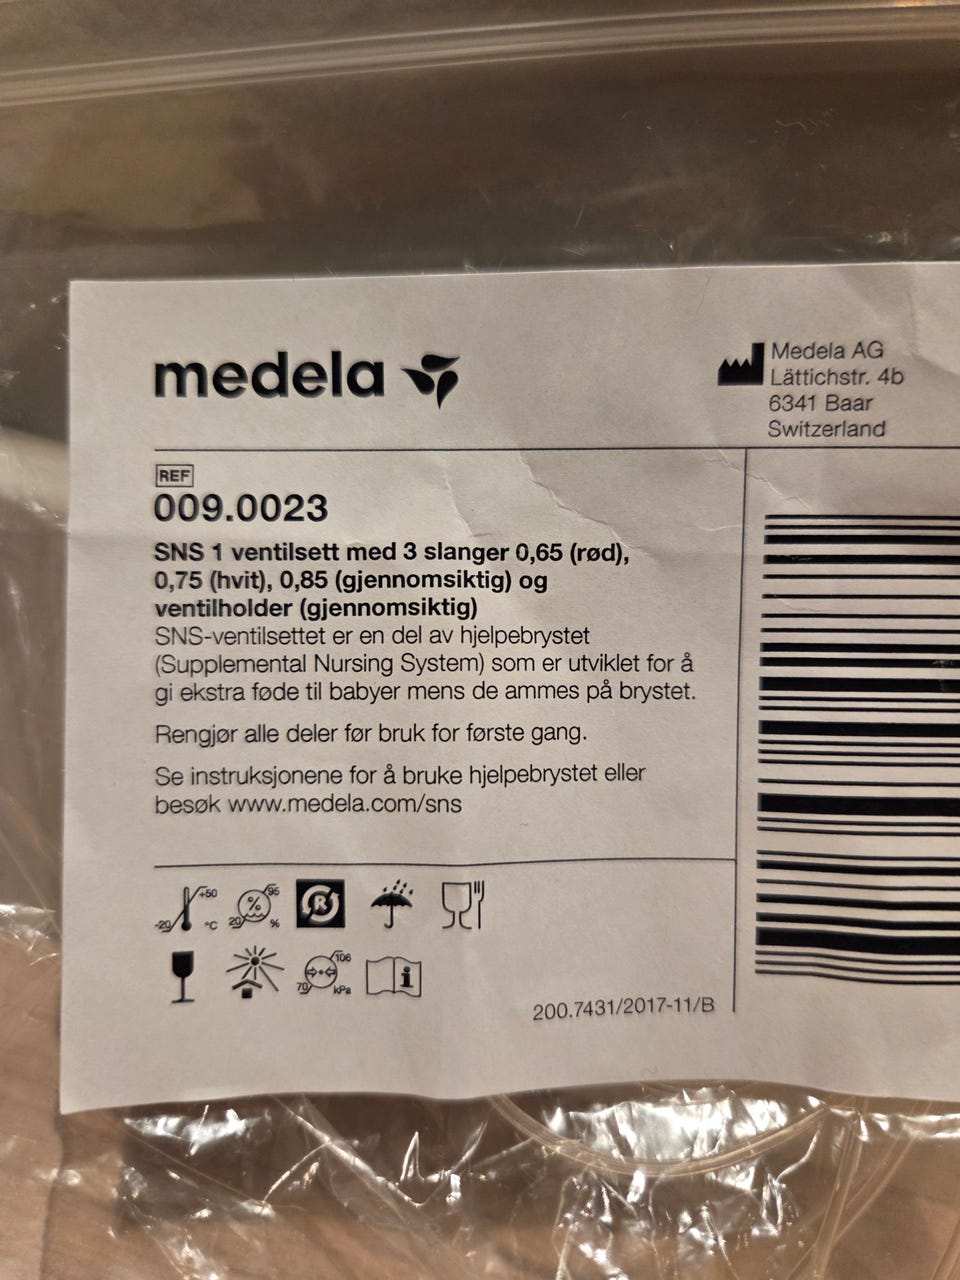 medela
Medela AG
Lättichstr. 4b
6341 Baar
Switzerland
REF
009.0023
SNS 1 ventilsett med 3 slanger 0,65 (rød),
0,75 (hvit), 0,85 (gjennomsiktig) og
ventilholder (gjennomsiktig)
SNS-ventilsettet er en del av hjelpebrystet
(Supplemental Nursing System) som er utviklet for å
gi ekstra føde til babyer mens de ammes på brystet.
Rengjør alle deler før bruk for første gang.
Se instruksjonene for å bruke hjelpebrystet eller
besøk www.medela.com/sns
-20 +50 °C 20 % 95 % R
70 106 kPa i
200.7431/2017-11/B